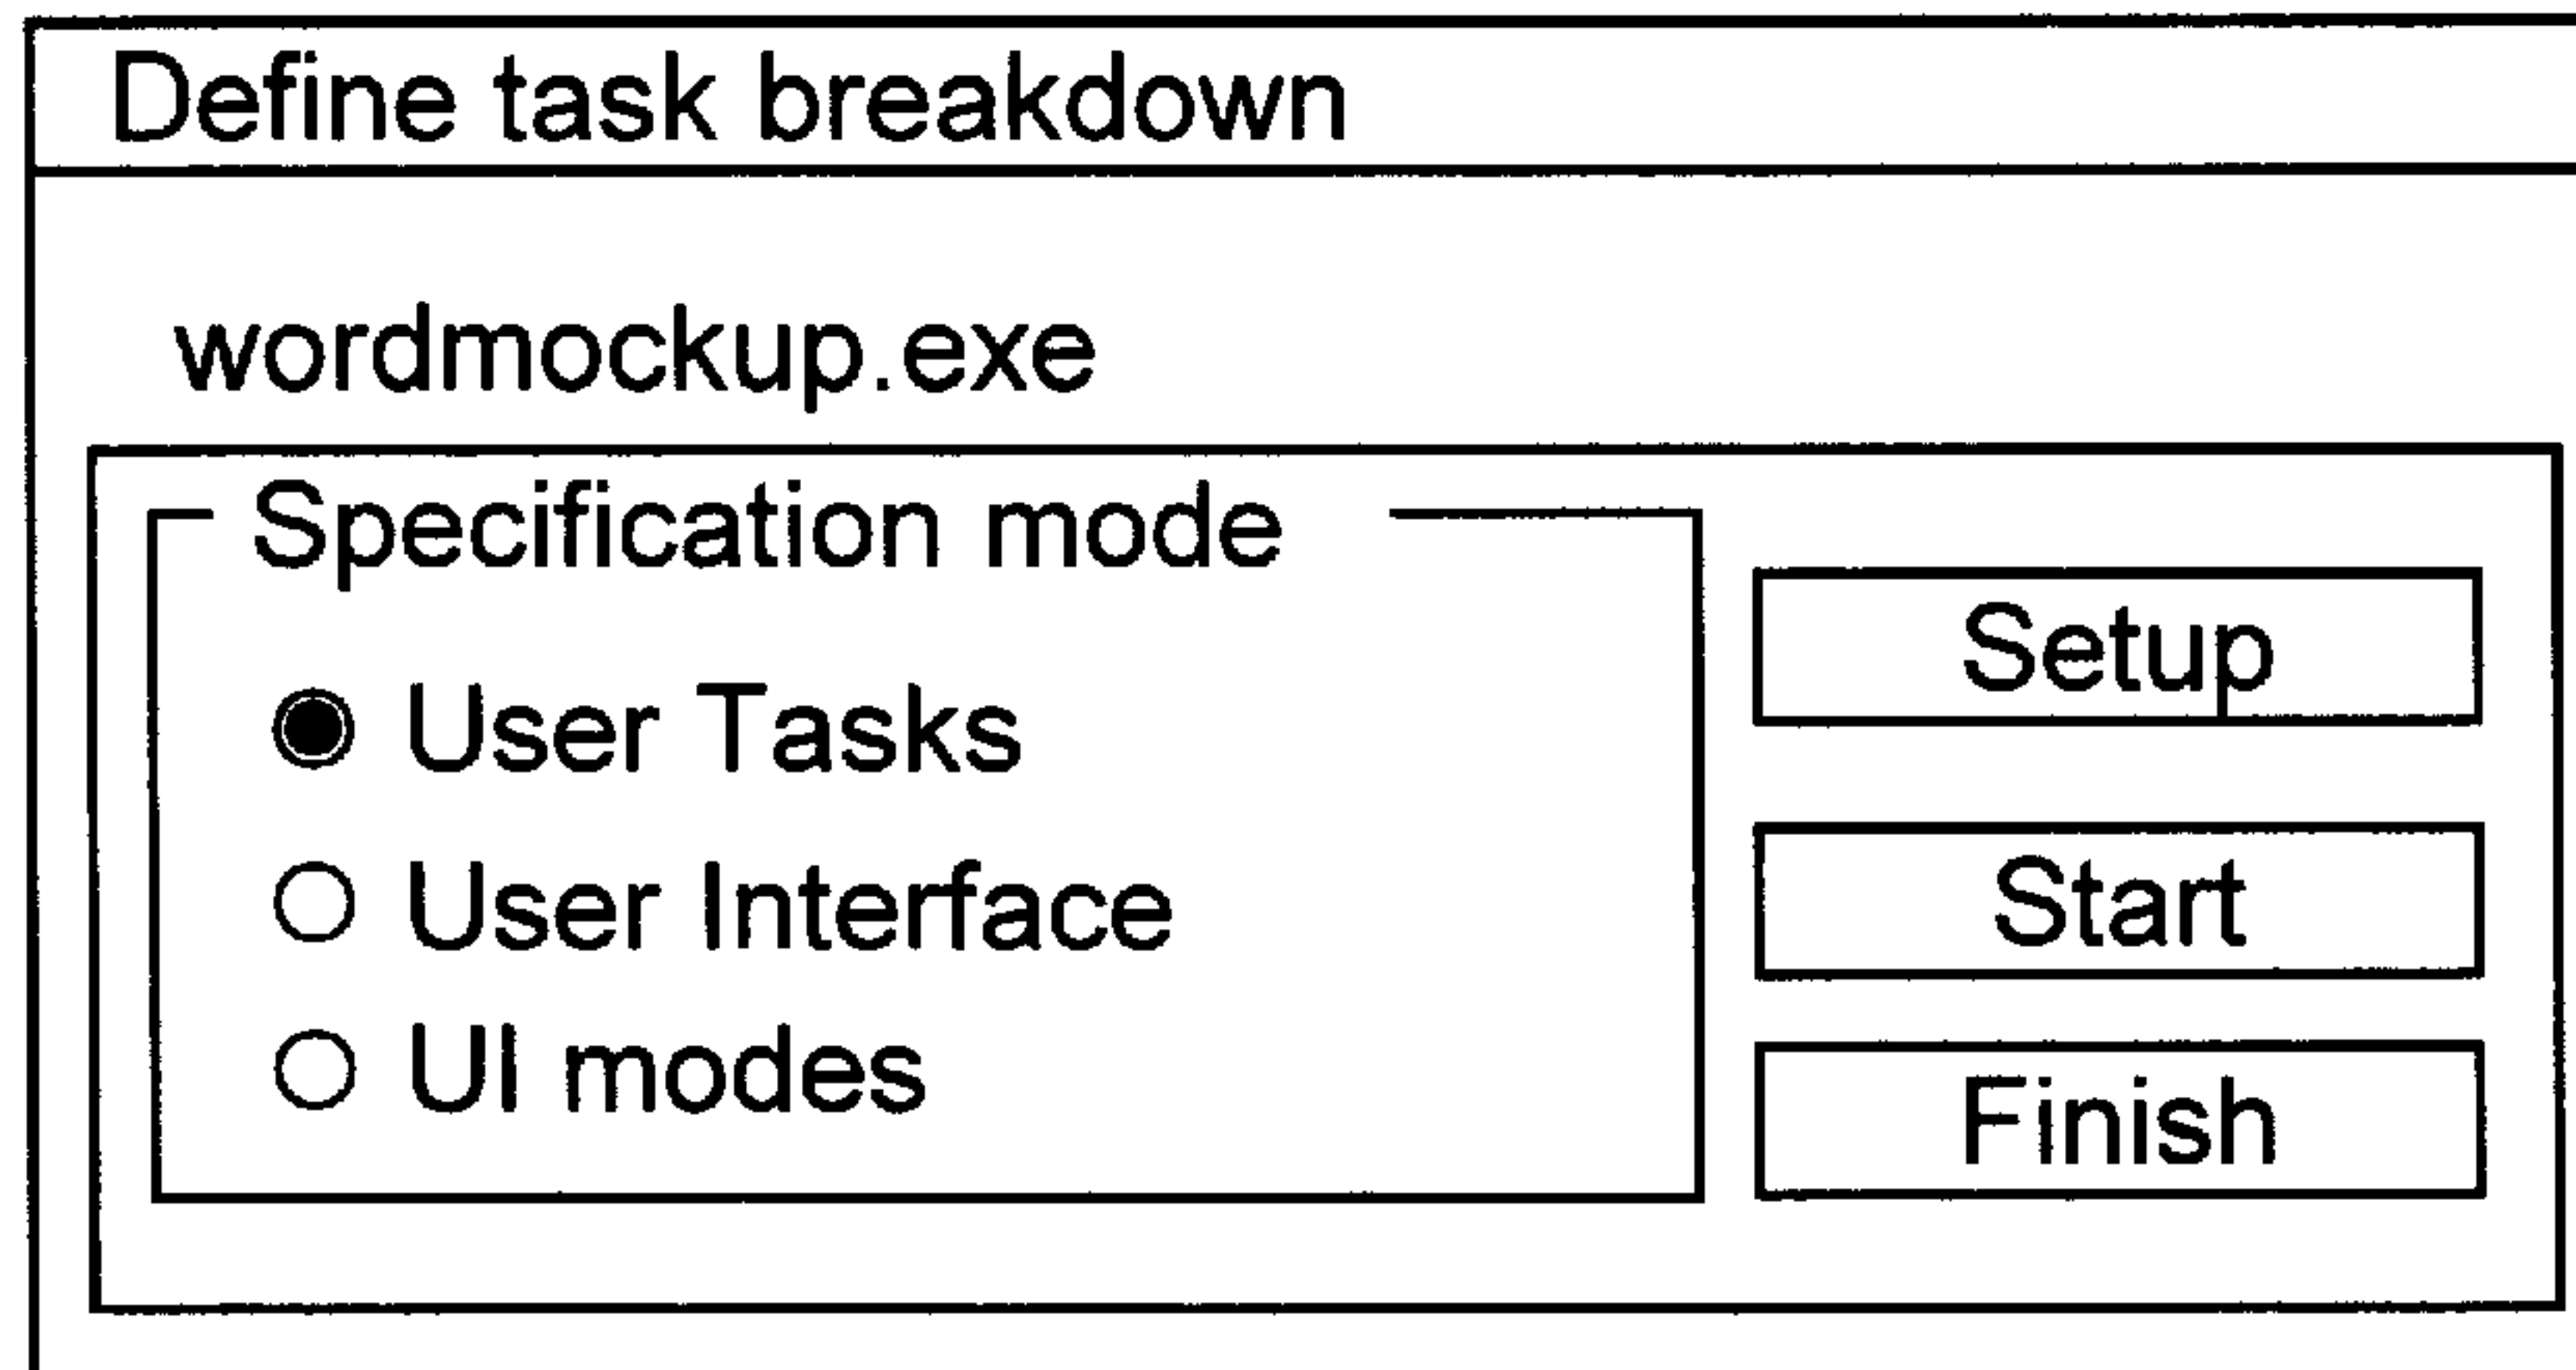 Define task breakdown
wordmockup.exe
Specification mode
User Tasks
User Interface
UI modes
Setup
Start
Finish